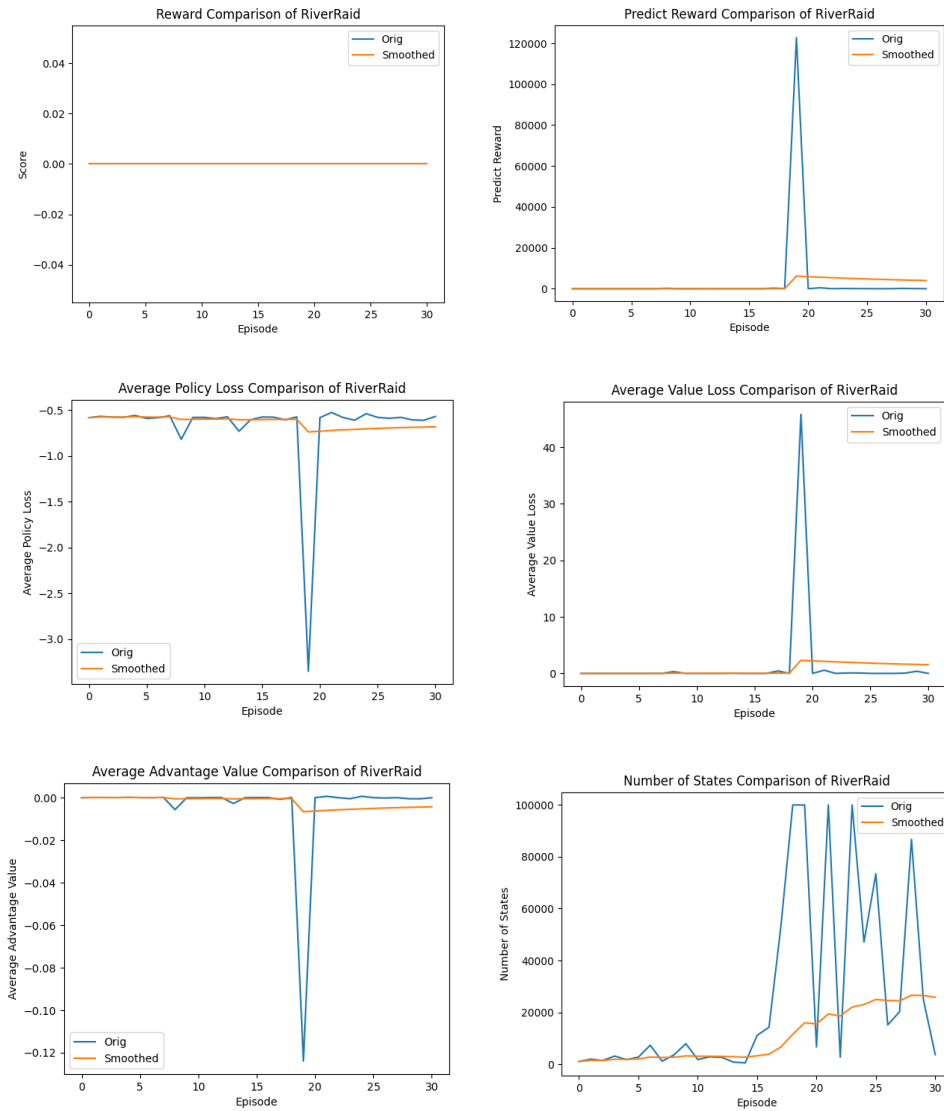 Reward Comparison of RiverRaid
Orig
Smoothed
0.04
0.02
0.00
−0.02
−0.04
Score
0 5 10 15 20 25 30
Episode
Predict Reward Comparison of RiverRaid
Orig
Smoothed
120000
100000
80000
60000
40000
20000
0
Predict Reward
0 5 10 15 20 25 30
Episode
Average Policy Loss Comparison of RiverRaid
−0.5
−1.0
−1.5
−2.0
−2.5
−3.0
Average Policy Loss
Orig
Smoothed
0 5 10 15 20 25 30
Episode
Average Value Loss Comparison of RiverRaid
Orig
Smoothed
40
30
20
10
0
Average Value Loss
0 5 10 15 20 25 30
Episode
Average Advantage Value Comparison of RiverRaid
0.00
−0.02
−0.04
−0.06
−0.08
−0.10
−0.12
Average Advantage Value
Orig
Smoothed
0 5 10 15 20 25 30
Episode
Number of States Comparison of RiverRaid
Orig
Smoothed
100000
80000
60000
40000
20000
0
Number of States
0 5 10 15 20 25 30
Episode